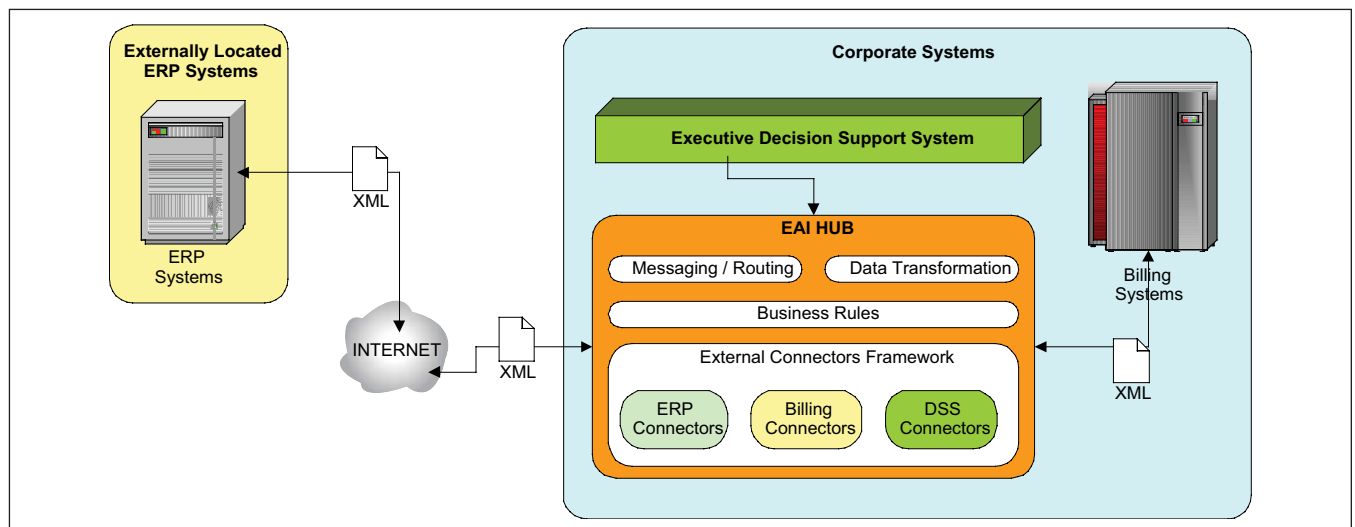 Externally Located
ERP Systems
ERP
Systems
XML
INTERNET
XML
Corporate Systems
Executive Decision Support System
EAI HUB
Messaging / Routing
Data Transformation
Business Rules
External Connectors Framework
ERP
Connectors
Billing
Connectors
DSS
Connectors
Billing
Systems
XML